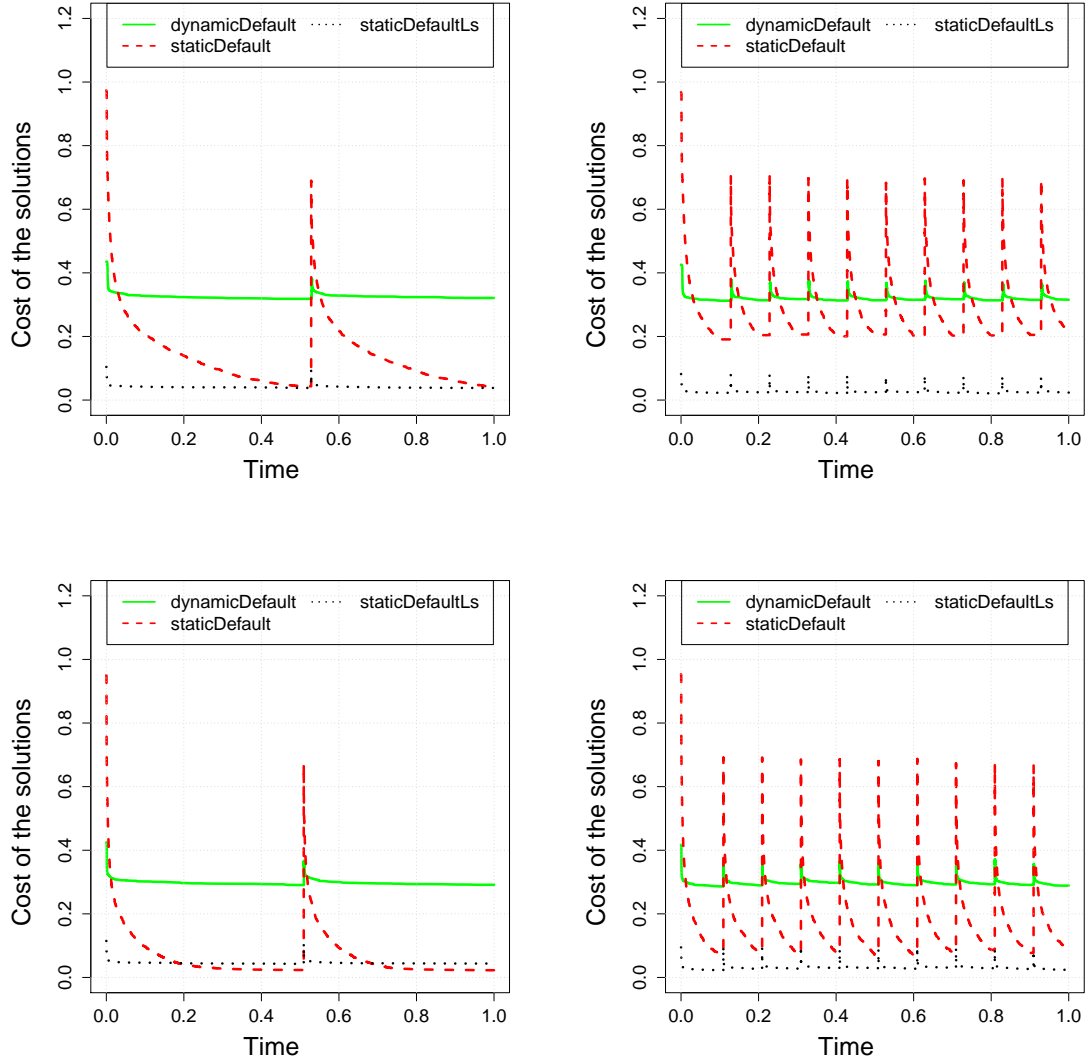 dynamicDefault staticDefaultLs
staticDefault
Cost of the solutions
0.0 0.2 0.4 0.6 0.8 1.0 1.2
0.0 0.2 0.4 0.6 0.8 1.0
Time
dynamicDefault staticDefaultLs
staticDefault
Cost of the solutions
0.0 0.2 0.4 0.6 0.8 1.0 1.2
0.0 0.2 0.4 0.6 0.8 1.0
Time
dynamicDefault staticDefaultLs
staticDefault
Cost of the solutions
0.0 0.2 0.4 0.6 0.8 1.0 1.2
0.0 0.2 0.4 0.6 0.8 1.0
Time
dynamicDefault staticDefaultLs
staticDefault
Cost of the solutions
0.0 0.2 0.4 0.6 0.8 1.0 1.2
0.0 0.2 0.4 0.6 0.8 1.0
Time